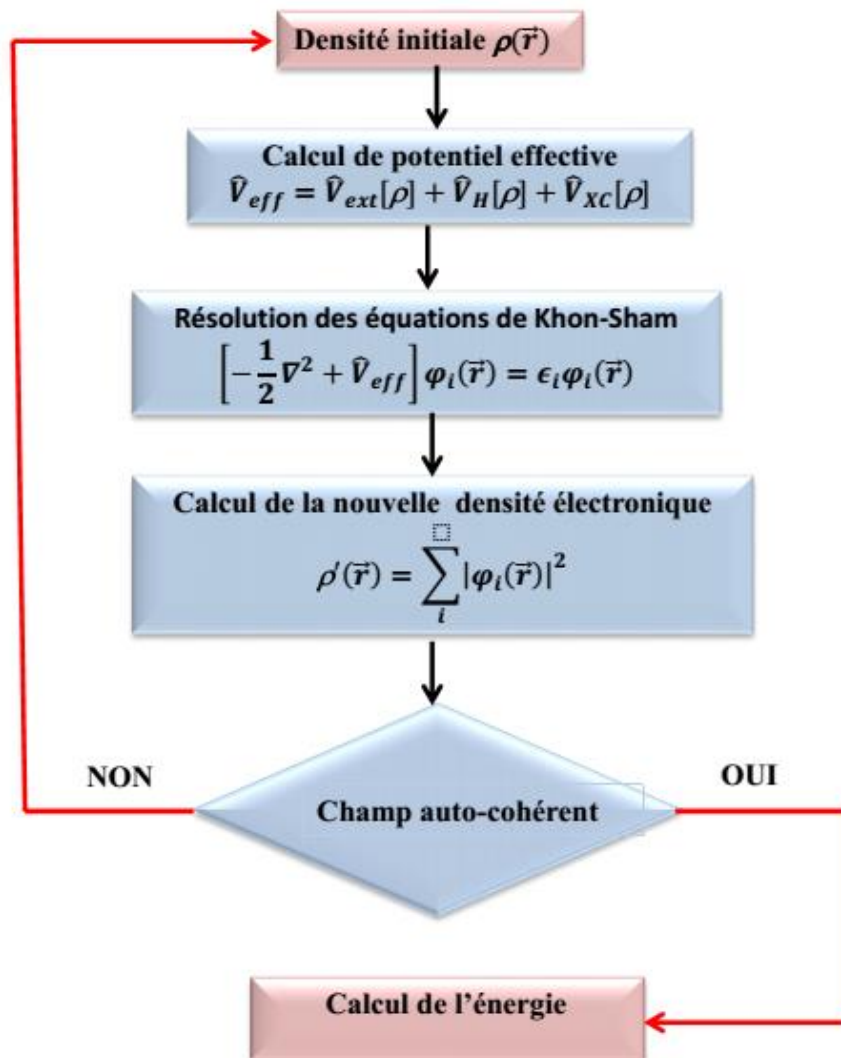 Densité initiale ρ(r⃗)
Calcul de potentiel effective
V̂eff = V̂ext[ρ] + V̂H[ρ] + V̂XC[ρ]
Résolution des équations de Khon-Sham
[-1/2 ∇² + V̂eff] φi(r⃗) = ϵiφi(r⃗)
Calcul de la nouvelle densité électronique
ρ′(r⃗) = ∑i |φi(r⃗)|²
NON
OUI
Champ auto-cohérent
Calcul de l’énergie